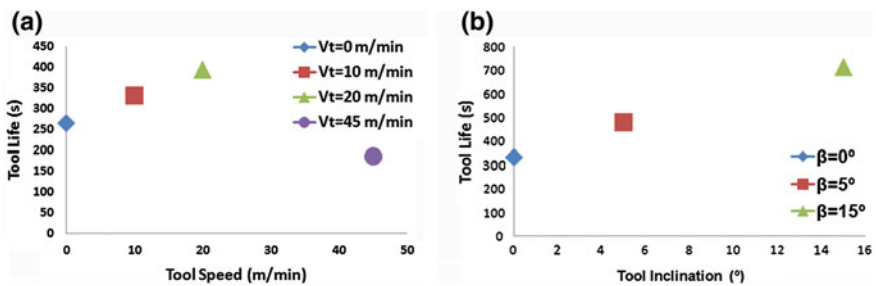 (a)
450
400
350
300
250
200
150
100
50
0
Tool Life (s)
0 10 20 30 40 50
Tool Speed (m/min)
Vt=0 m/min
Vt=10 m/min
Vt=20 m/min
Vt=45 m/min
(b)
800
700
600
500
400
300
200
100
0
Tool Life (s)
0 2 4 6 8 10 12 14 16
Tool Inclination (º)
β=0º
β=5º
β=15º